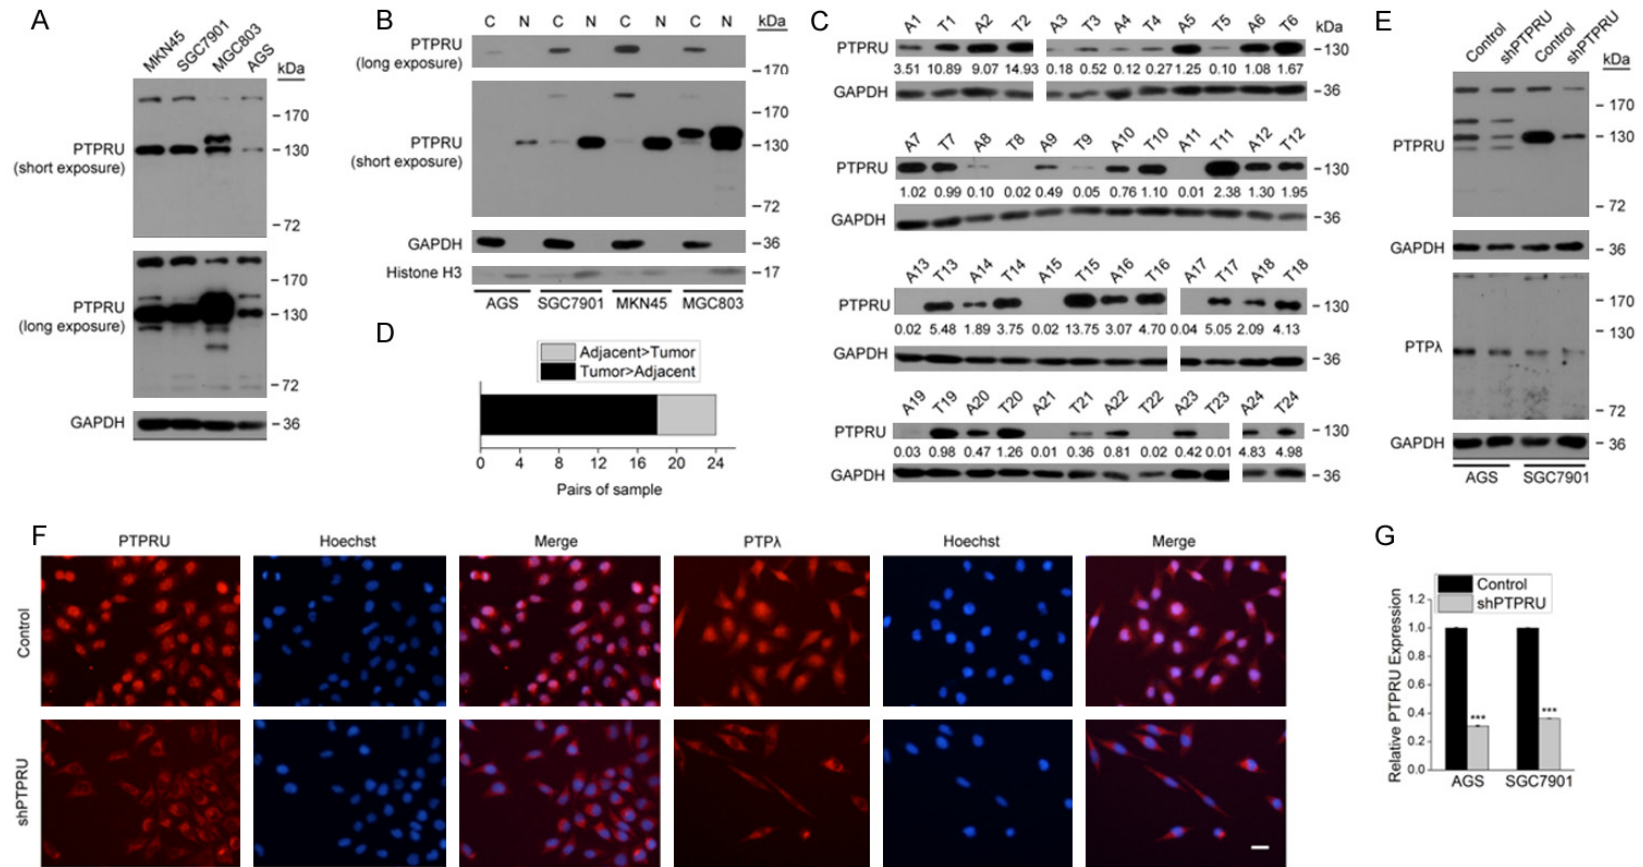 A
MKN45
SGC7901
MGC803
AGS
kDa
PTPRU
(short exposure)
170
130
72
PTPRU
(long exposure)
170
130
72
GAPDH
36
B
C N C N C N C N
kDa
PTPRU
(long exposure)
170
PTPRU
(short exposure)
170
130
72
GAPDH
36
Histone H3
17
AGS SGC7901 MKN45 MGC803
C
A1 T1 A2 T2 A3 T3 A4 T4 A5 T5 A6 T6
kDa
PTPRU
130
3.51 10.89 9.07 14.93 0.18 0.52 0.12 0.27 1.25 0.10 1.08 1.67
GAPDH
36
A7 T7 A8 T8 A9 T9 A10 T10 A11 T11 A12 T12
PTPRU
130
1.02 0.99 0.10 0.02 0.49 0.05 0.76 1.10 0.01 2.38 1.30 1.95
GAPDH
36
A13 T13 A14 T14 A15 T15 A16 T16 A17 T17 A18 T18
PTPRU
130
0.02 5.48 1.89 3.75 0.02 13.75 3.07 4.70 0.04 5.05 2.09 4.13
GAPDH
36
A19 T19 A20 T20 A21 T21 A22 T22 A23 T23 A24 T24
PTPRU
130
0.03 0.98 0.47 1.26 0.01 0.36 0.81 0.02 0.42 0.01 4.83 4.98
GAPDH
36
D
Adjacent>Tumor
Tumor>Adjacent
0 4 8 12 16 20 24
Pairs of sample
E
Control
shPTPRU
Control
shPTPRU
kDa
PTPRU
170
130
72
GAPDH
36
PTPλ
170
130
72
GAPDH
36
AGS SGC7901
F
PTPRU Hoechst Merge PTPλ Hoechst Merge
Control
shPTPRU
G
Control
shPTPRU
Relative PTPRU Expression
1.2
1.0
0.8
0.6
0.4
0.2
0.0
*** ***
AGS SGC7901